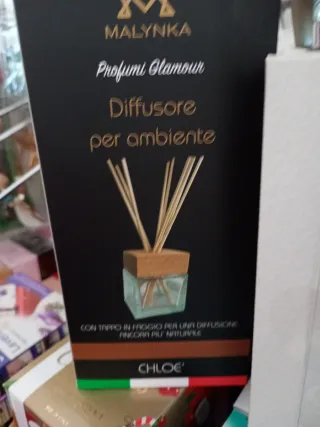 MALYNKA
Profumi Glamour
Diffusore
per ambiente
CON TAPPO IN FAGGIO PER UNA DIFFUSIONE
ANCORA PIU' NATURALE
CHLOE'